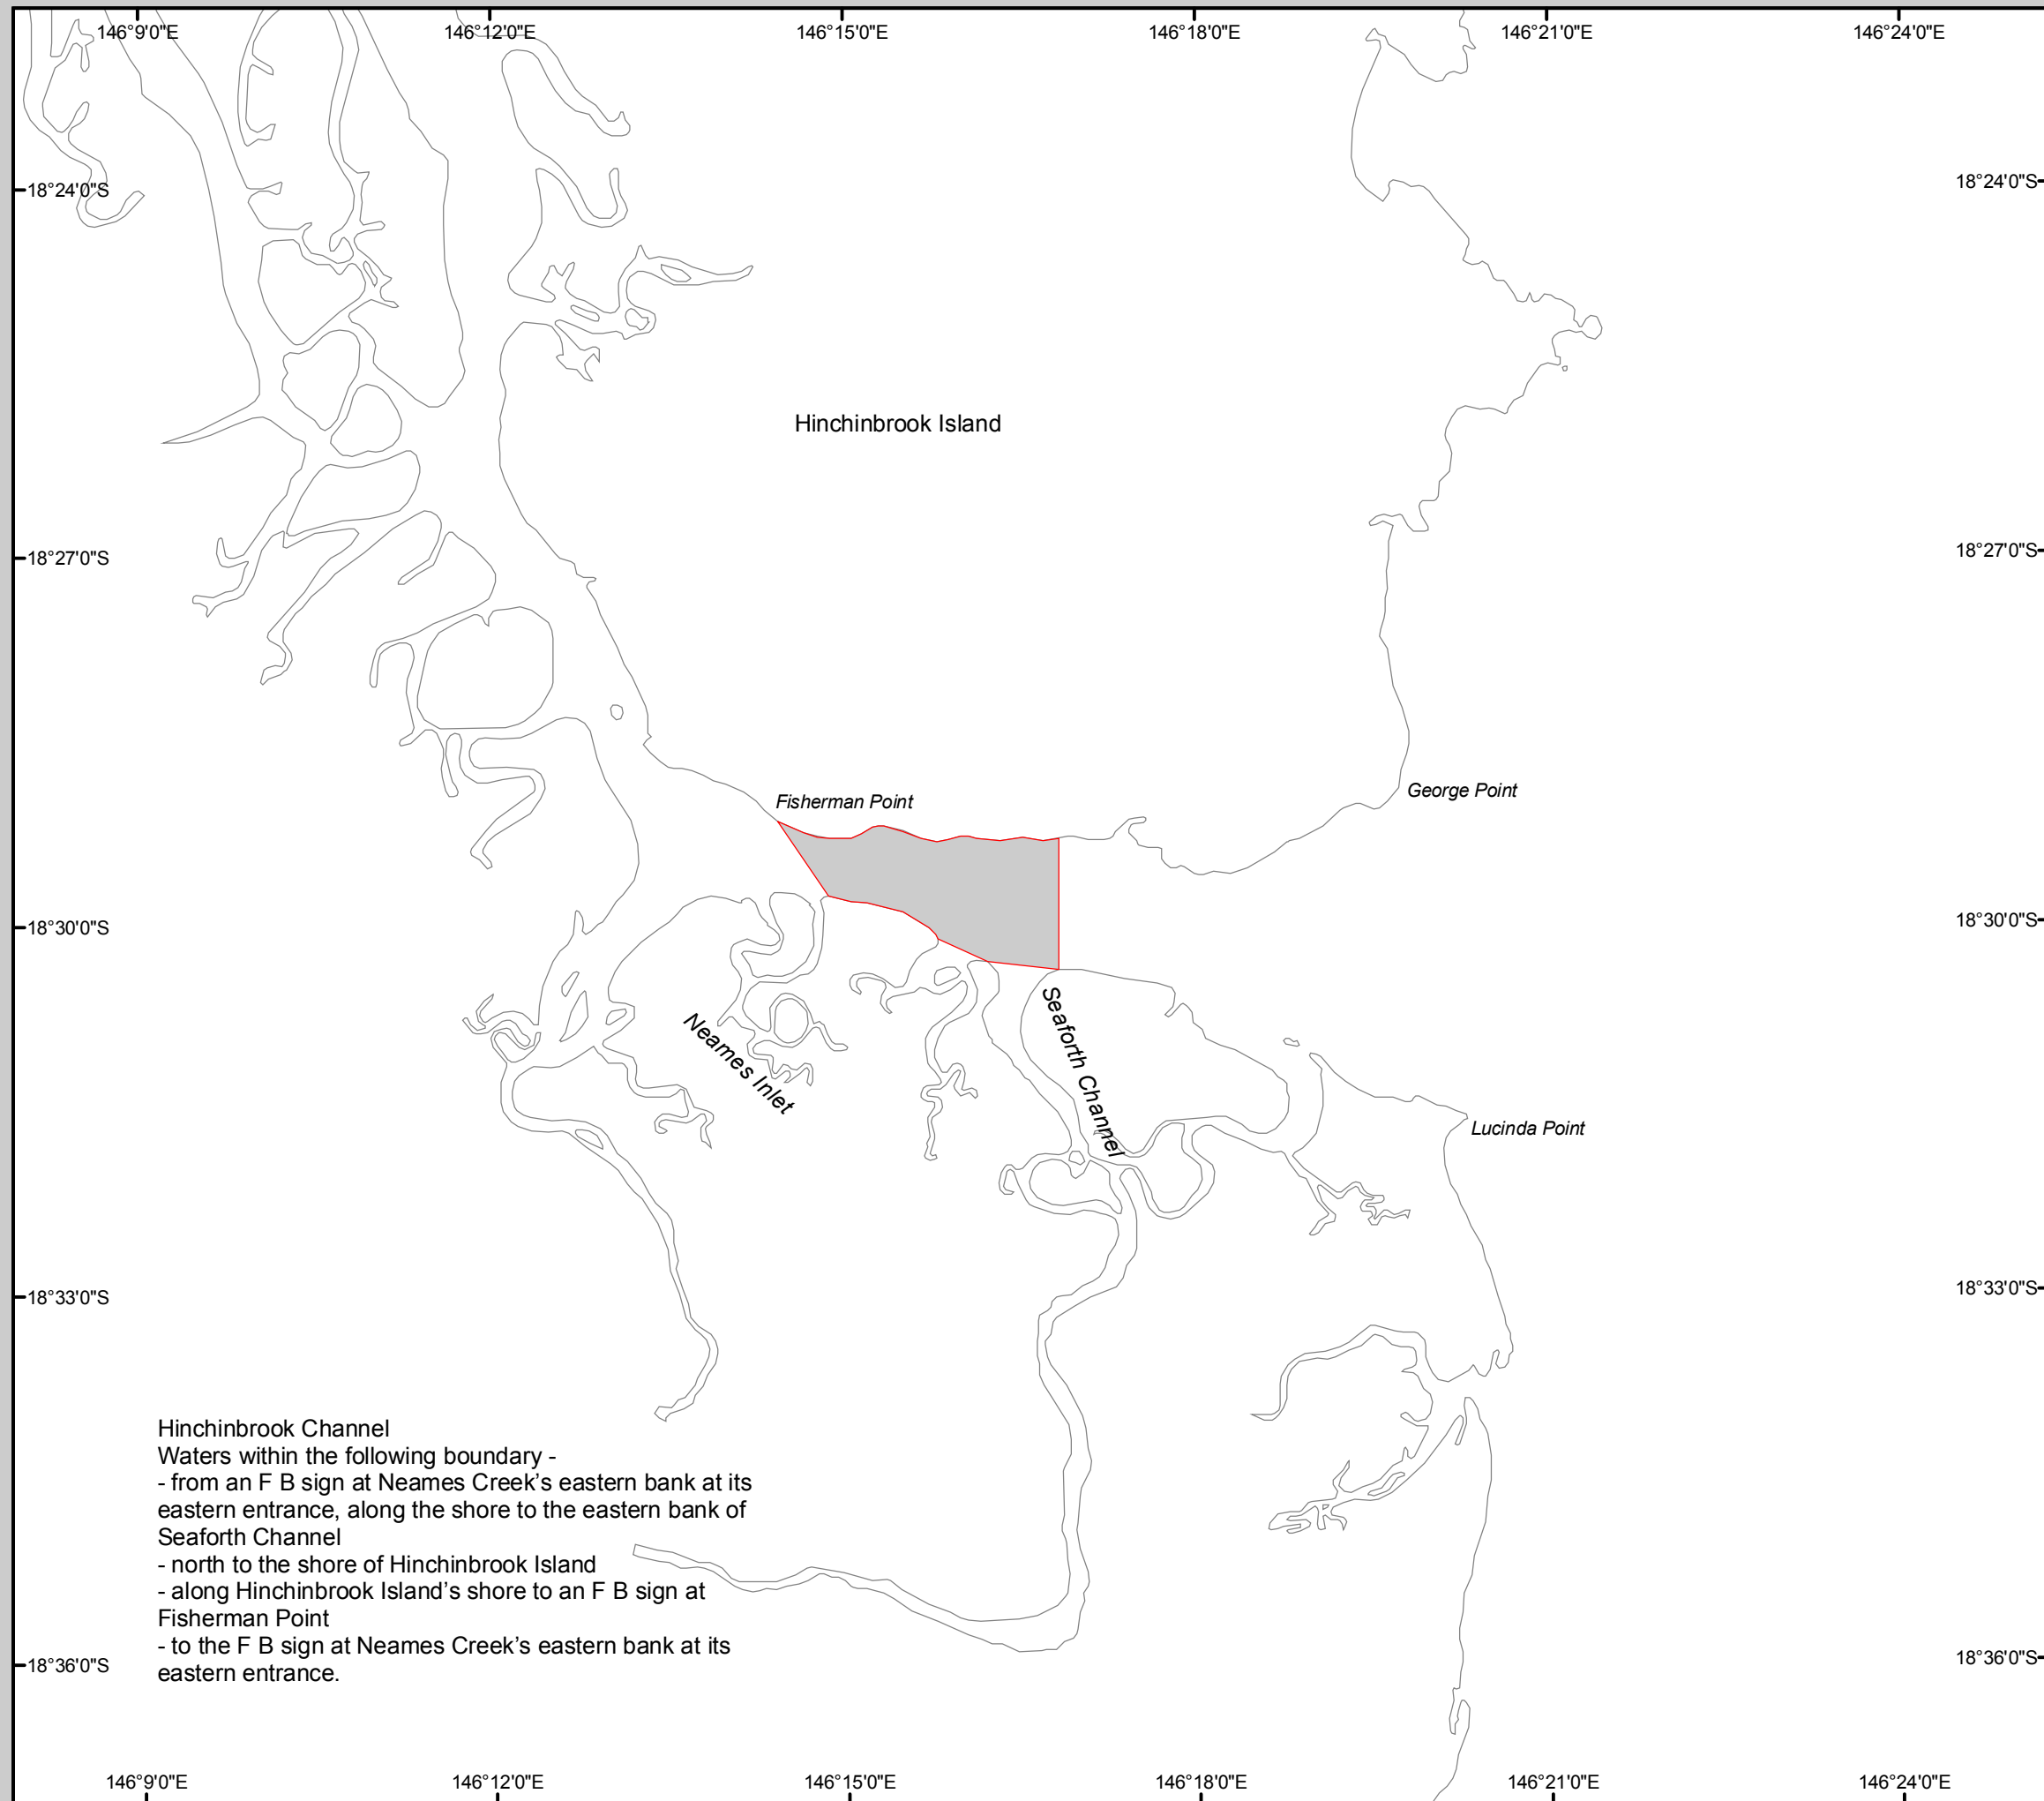 146°9'0"E
146°12'0"E
146°15'0"E
146°18'0"E
146°21'0"E
146°24'0"E
18°24'0"S
18°24'0"S
Hinchinbrook Island
18°27'0"S
18°27'0"S
George Point
Fisherman Point
18°30'0"S
18°30'0"S
Neames Inlet
Seaforth Channel
Lucinda Point
18°33'0"S
18°33'0"S
Hinchinbrook Channel
Waters within the following boundary -
- from an F B sign at Neames Creek’s eastern bank at its
eastern entrance, along the shore to the eastern bank of
Seaforth Channel
- north to the shore of Hinchinbrook Island
- along Hinchinbrook Island’s shore to an F B sign at
Fisherman Point
- to the F B sign at Neames Creek’s eastern bank at its
eastern entrance.
18°36'0"S
18°36'0"S
146°9'0"E
146°12'0"E
146°15'0"E
146°18'0"E
146°21'0"E
146°24'0"E